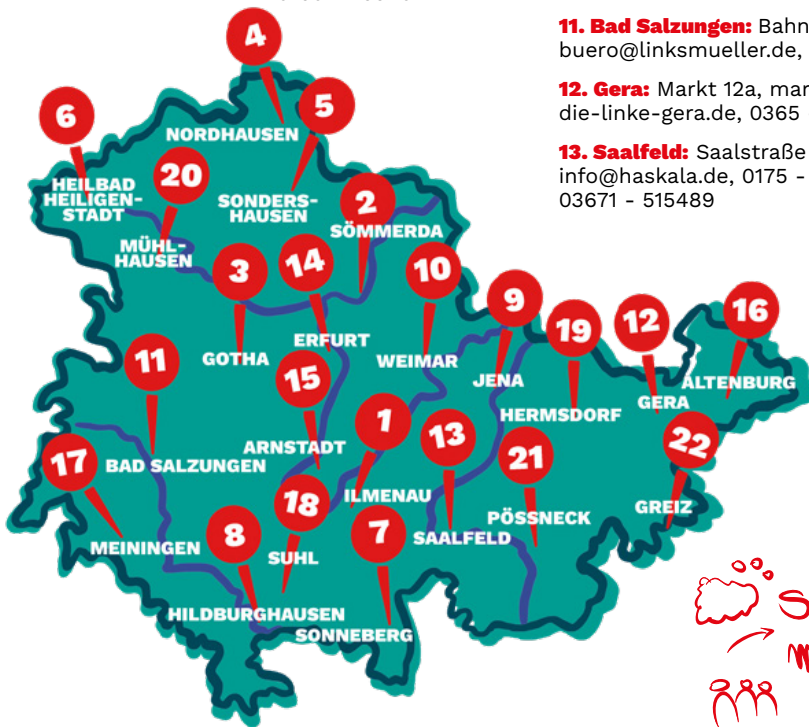 11. Bad Salzungen: Bahn
buero@linksmueller.de,
12. Gera: Markt 12a, mar
die-linke-gera.de, 0365
13. Saalfeld: Saalstraße
info@haskala.de, 0175 -
03671 - 515489
4
NORDHAUSEN
5
SONDERS-
HAUSEN
6
HEILBAD
HEILIGEN-
STADT
20
MÜHL-
HAUSEN
2
SÖMMERDA
3
GOTHA
14
ERFURT
10
WEIMAR
9
JENA
19
HERMSDORF
12
GERA
16
ALTENBURG
11
BAD SALZUNGEN
15
ARNSTADT
1
ILMENAU
13
SAALFELD
21
PÖSSNECK
22
GREIZ
17
MEININGEN
8
HILDBURGHAUSEN
18
SUHL
7
SONNEBERG